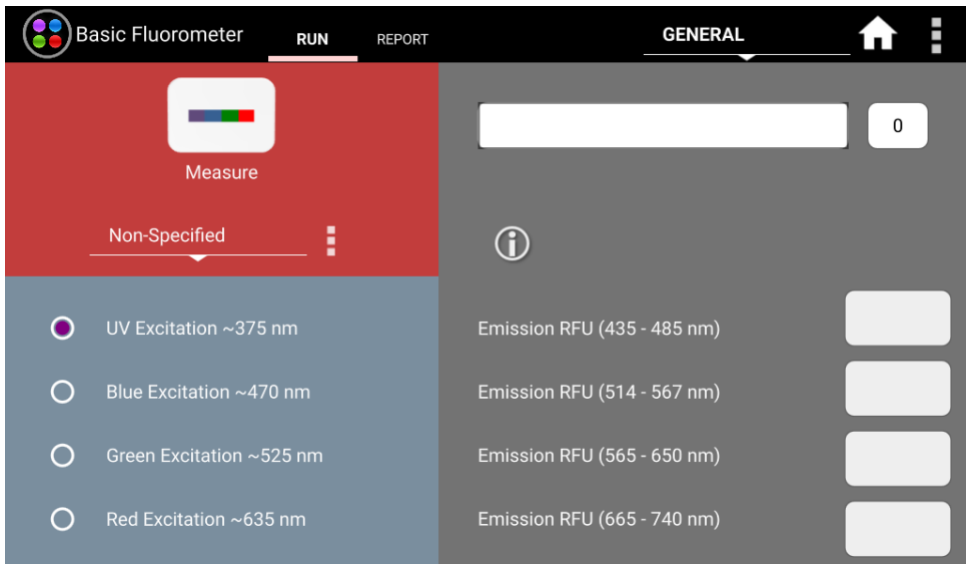 Basic Fluorometer RUN REPORT GENERAL
Measure
0
Non-Specified
UV Excitation ~375 nm
Emission RFU (435 - 485 nm)
Blue Excitation ~470 nm
Emission RFU (514 - 567 nm)
Green Excitation ~525 nm
Emission RFU (565 - 650 nm)
Red Excitation ~635 nm
Emission RFU (665 - 740 nm)